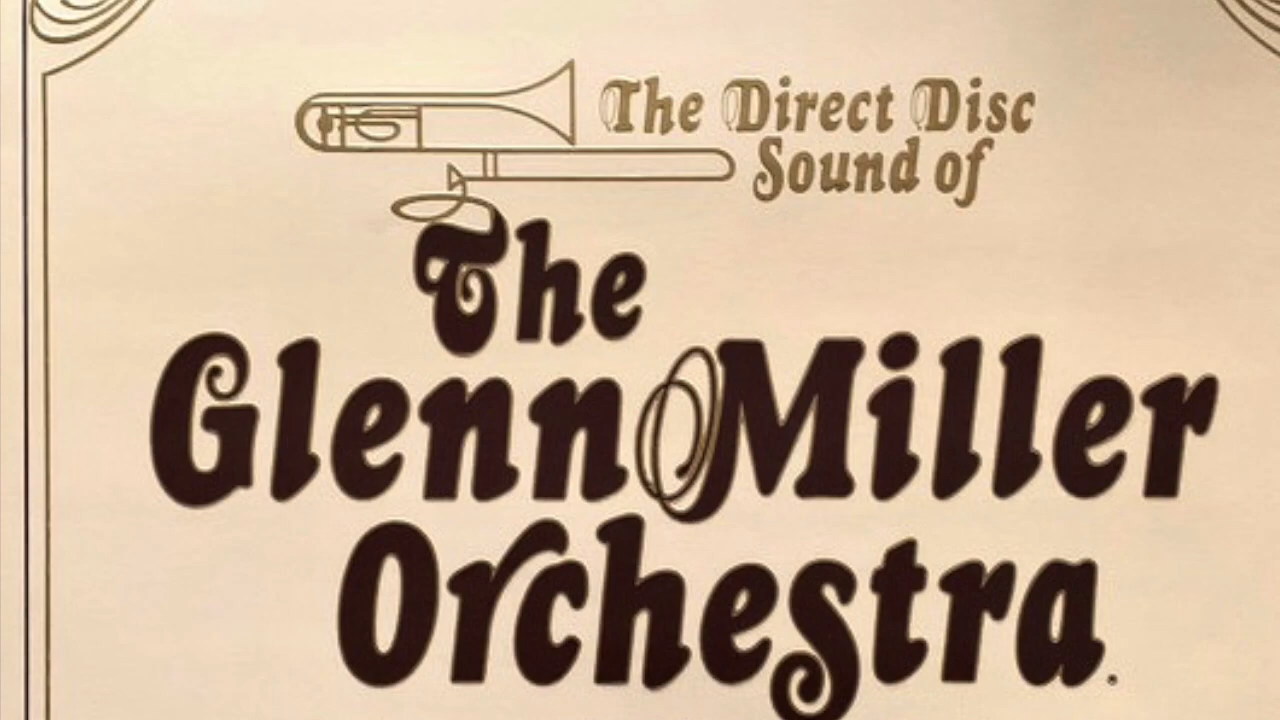 The Direct Disc
Sound of
The
Glenn Miller
Orchestra.